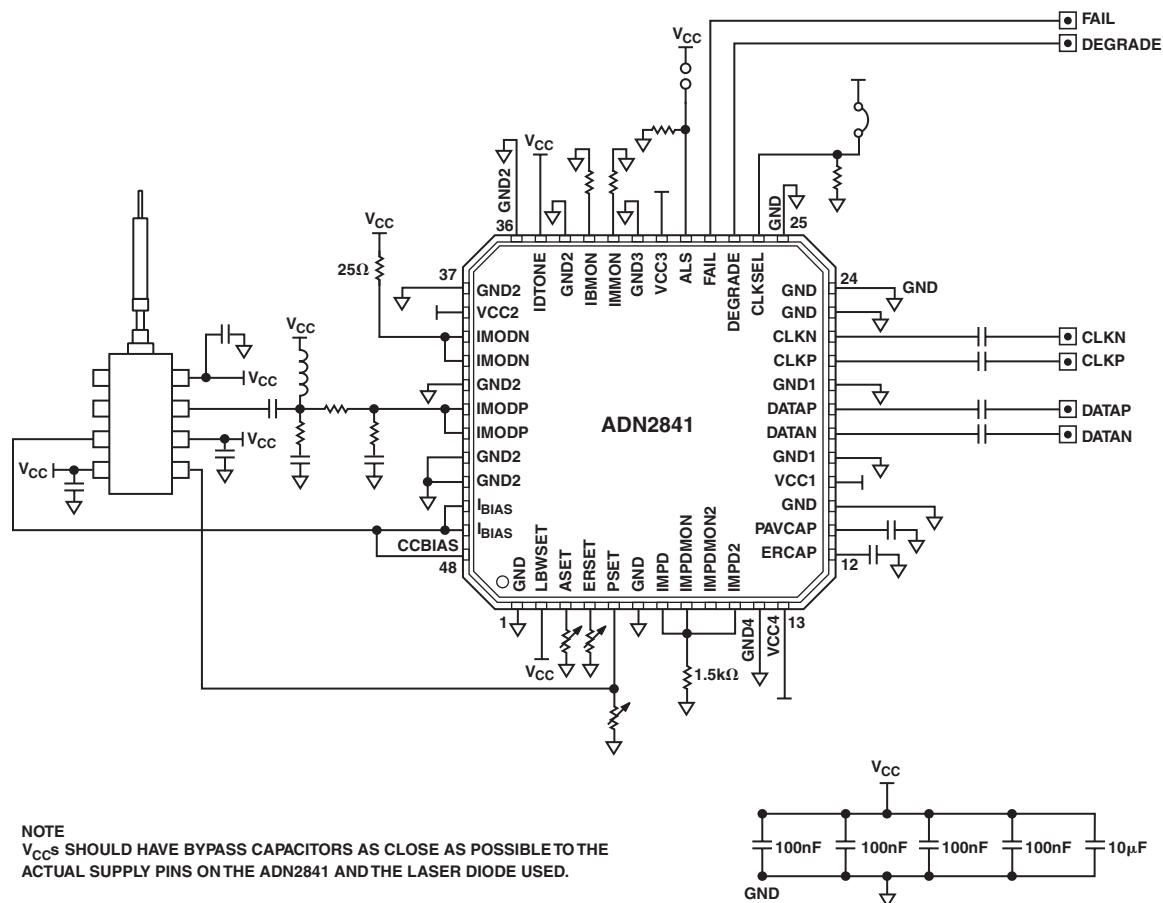 FAIL
DEGRADE
VCC
VCC
GND2
36
GND
25
VCC
25Ω
37
IDTONE
GND2
IBMON
IMMON
GND3
VCC3
ALS
FAIL
DEGRADE
CLKSEL
24
GND
GND2
VCC2
IMODN
IMODN
GND2
IMODP
IMODP
GND2
GND2
IBIAS
IBIAS
CCBIAS
48
VCC
VCC
VCC
VCC
ADN2841
GND
GND
CLKN
CLKP
GND1
DATAP
DATAN
GND1
VCC1
GND
PAVCAP
ERCAP
12
CLKN
CLKP
DATAP
DATAN
GND
LBWSET
ASET
ERSET
PSET
GND
IMPD
IMPDMON
IMPDMON2
IMPD2
1
GND4
VCC4
13
VCC
1.5kΩ
VCC
100nF
100nF
100nF
100nF
10μF
GND
NOTE
VCCs SHOULD HAVE BYPASS CAPACITORS AS CLOSE AS POSSIBLE TO THE
ACTUAL SUPPLY PINS ON THE ADN2841 AND THE LASER DIODE USED.